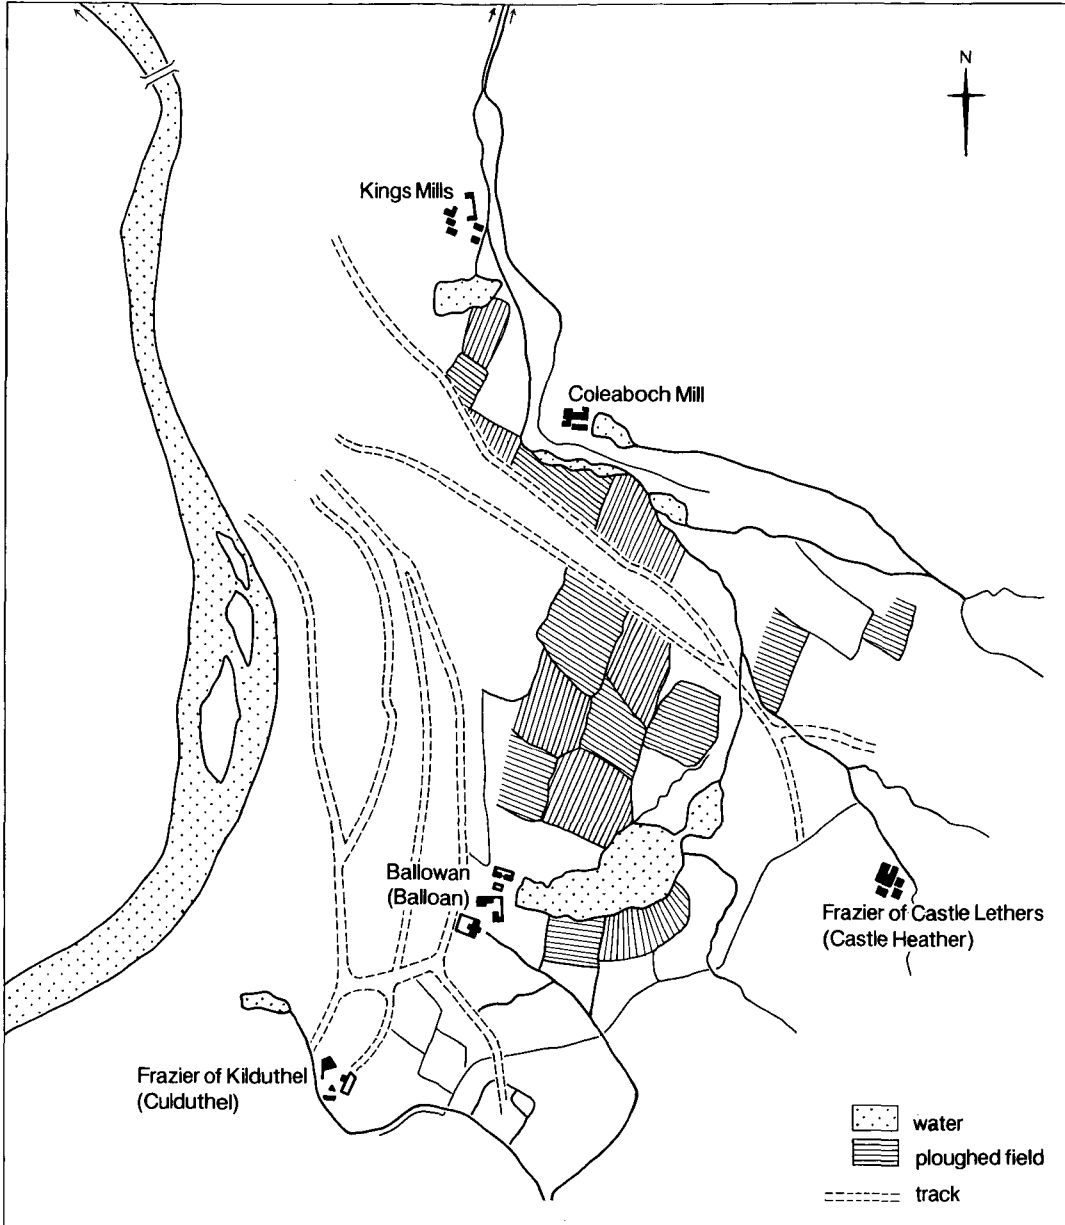 N
Kings Mills
Coleaboch Mill
Ballowan
(Balloan)
Frazier of Castle Lethers
(Castle Heather)
Frazier of Kilduthel
(Culduthel)
water
ploughed field
track